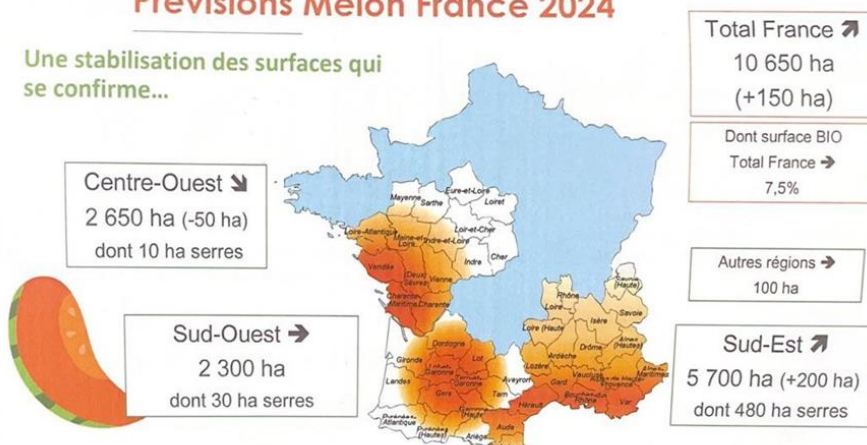 Prévisions Melon France 2024
Une stabilisation des surfaces qui
se confirme...
Total France ↗
10 650 ha
(+150 ha)
Dont surface BIO
Total France →
7,5%
Centre-Ouest ↘
2 650 ha (-50 ha)
dont 10 ha serres
Autres régions →
100 ha
Sud-Ouest →
2 300 ha
dont 30 ha serres
Sud-Est ↗
5 700 ha (+200 ha)
dont 480 ha serres
Mayenne
Sarthe
Eure-et-Loire
Loiret
Loir-et-Cher
Loire-Atlantique
Maine-et-
Loire
Indre-et-Loire
Indre
Cher
Vendée
(Deux)
Sèvres
Vienne
Charente-
Maritime
Charente
Dordogne
Gironde
Lot
Landes
Gers
Aveyron
Tarn
Ariège
Aude
Hérault
Gard
Lozère
Ardèche
Drôme
Isère
Savoie
Rhône
Loire
Loire (Haute
Vaucluse
Var